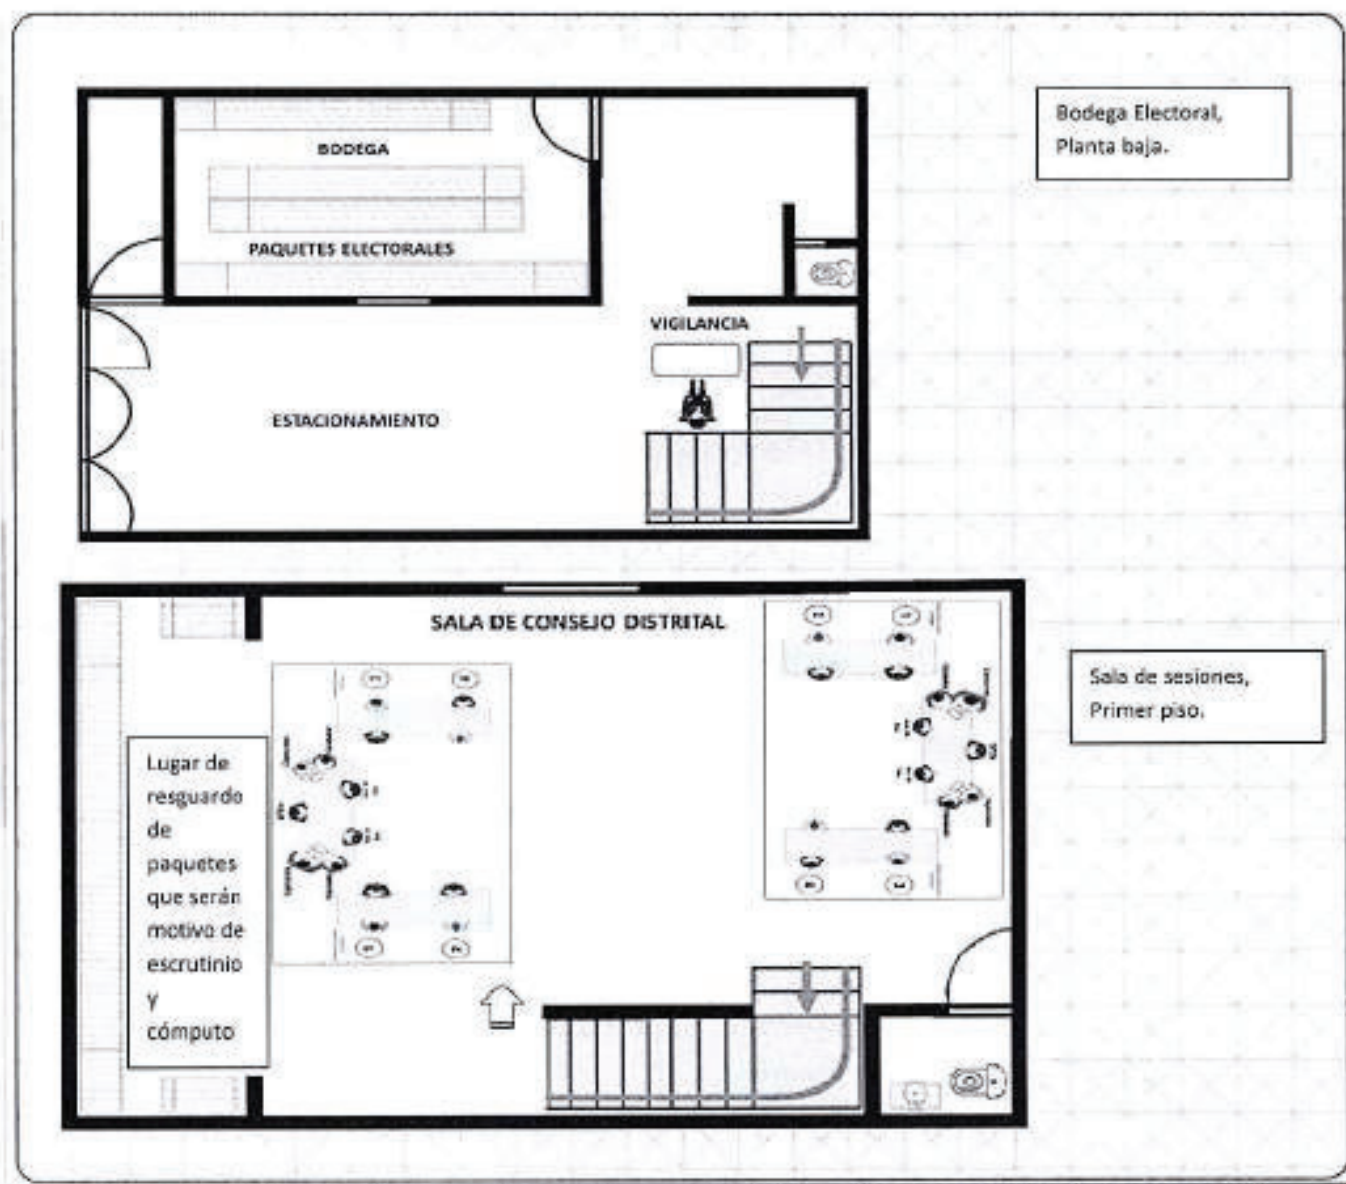 Bodega Electoral,
Planta baja.
BODEGA
PAQUETES ELECTORALES
VIGILANCIA
ESTACIONAMIENTO
SALA DE CONSEJO DISTRITAL
Sala de sesiones,
Primer piso.
Lugar de
resguardo
de
paquetes
que serán
motivo de
escrutinio
y
cómputo